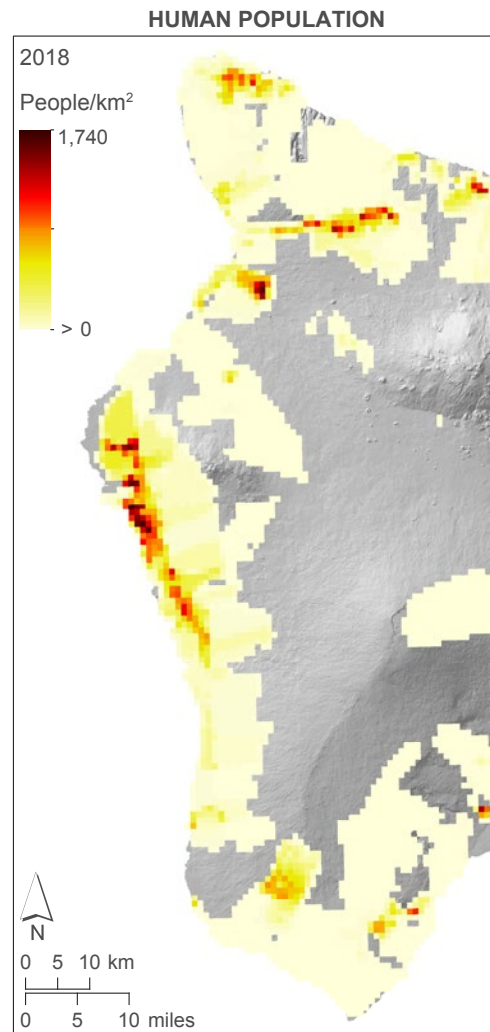 HUMAN POPULATION
2018
People/km²
1,740
> 0
N
0 5 10 km
0 5 10 miles